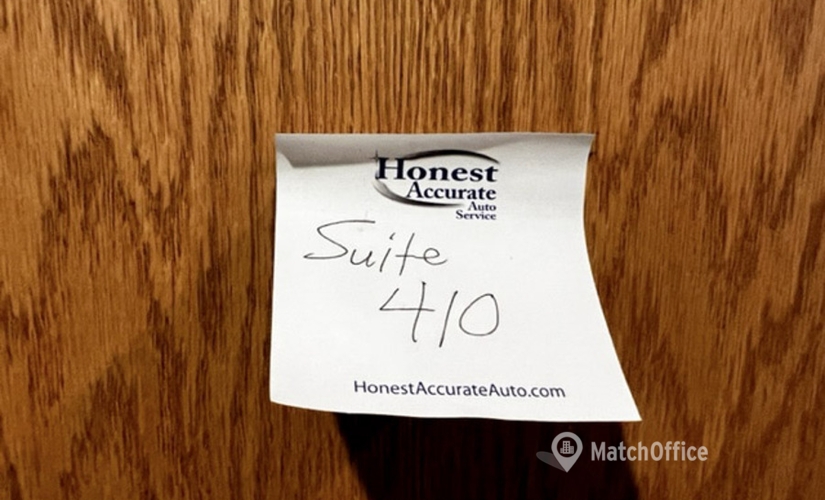 Honest
Accurate
Auto
Service
Suite
410
HonestAccurateAuto.com
MatchOffice